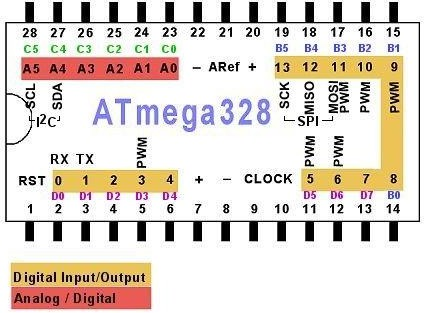 28 27 26 25 24 23 22 21 20 19 18 17 16 15
C5 C4 C3 C2 C1 C0 B5 B4 B3 B2 B1
A5 A4 A3 A2 A1 A0 − ARef + 13 12 11 10 9
SCL SDA SCK MISO MOSI PWM PWM PWM
I2C SPI
ATmega328
RX TX PWM PWM PWM
RST 0 1 2 3 4 + − CLOCK 5 6 7 8
D0 D1 D2 D3 D4 D5 D6 D7 B0
1 2 3 4 5 6 7 8 9 10 11 12 13 14
Digital Input/Output
Analog / Digital